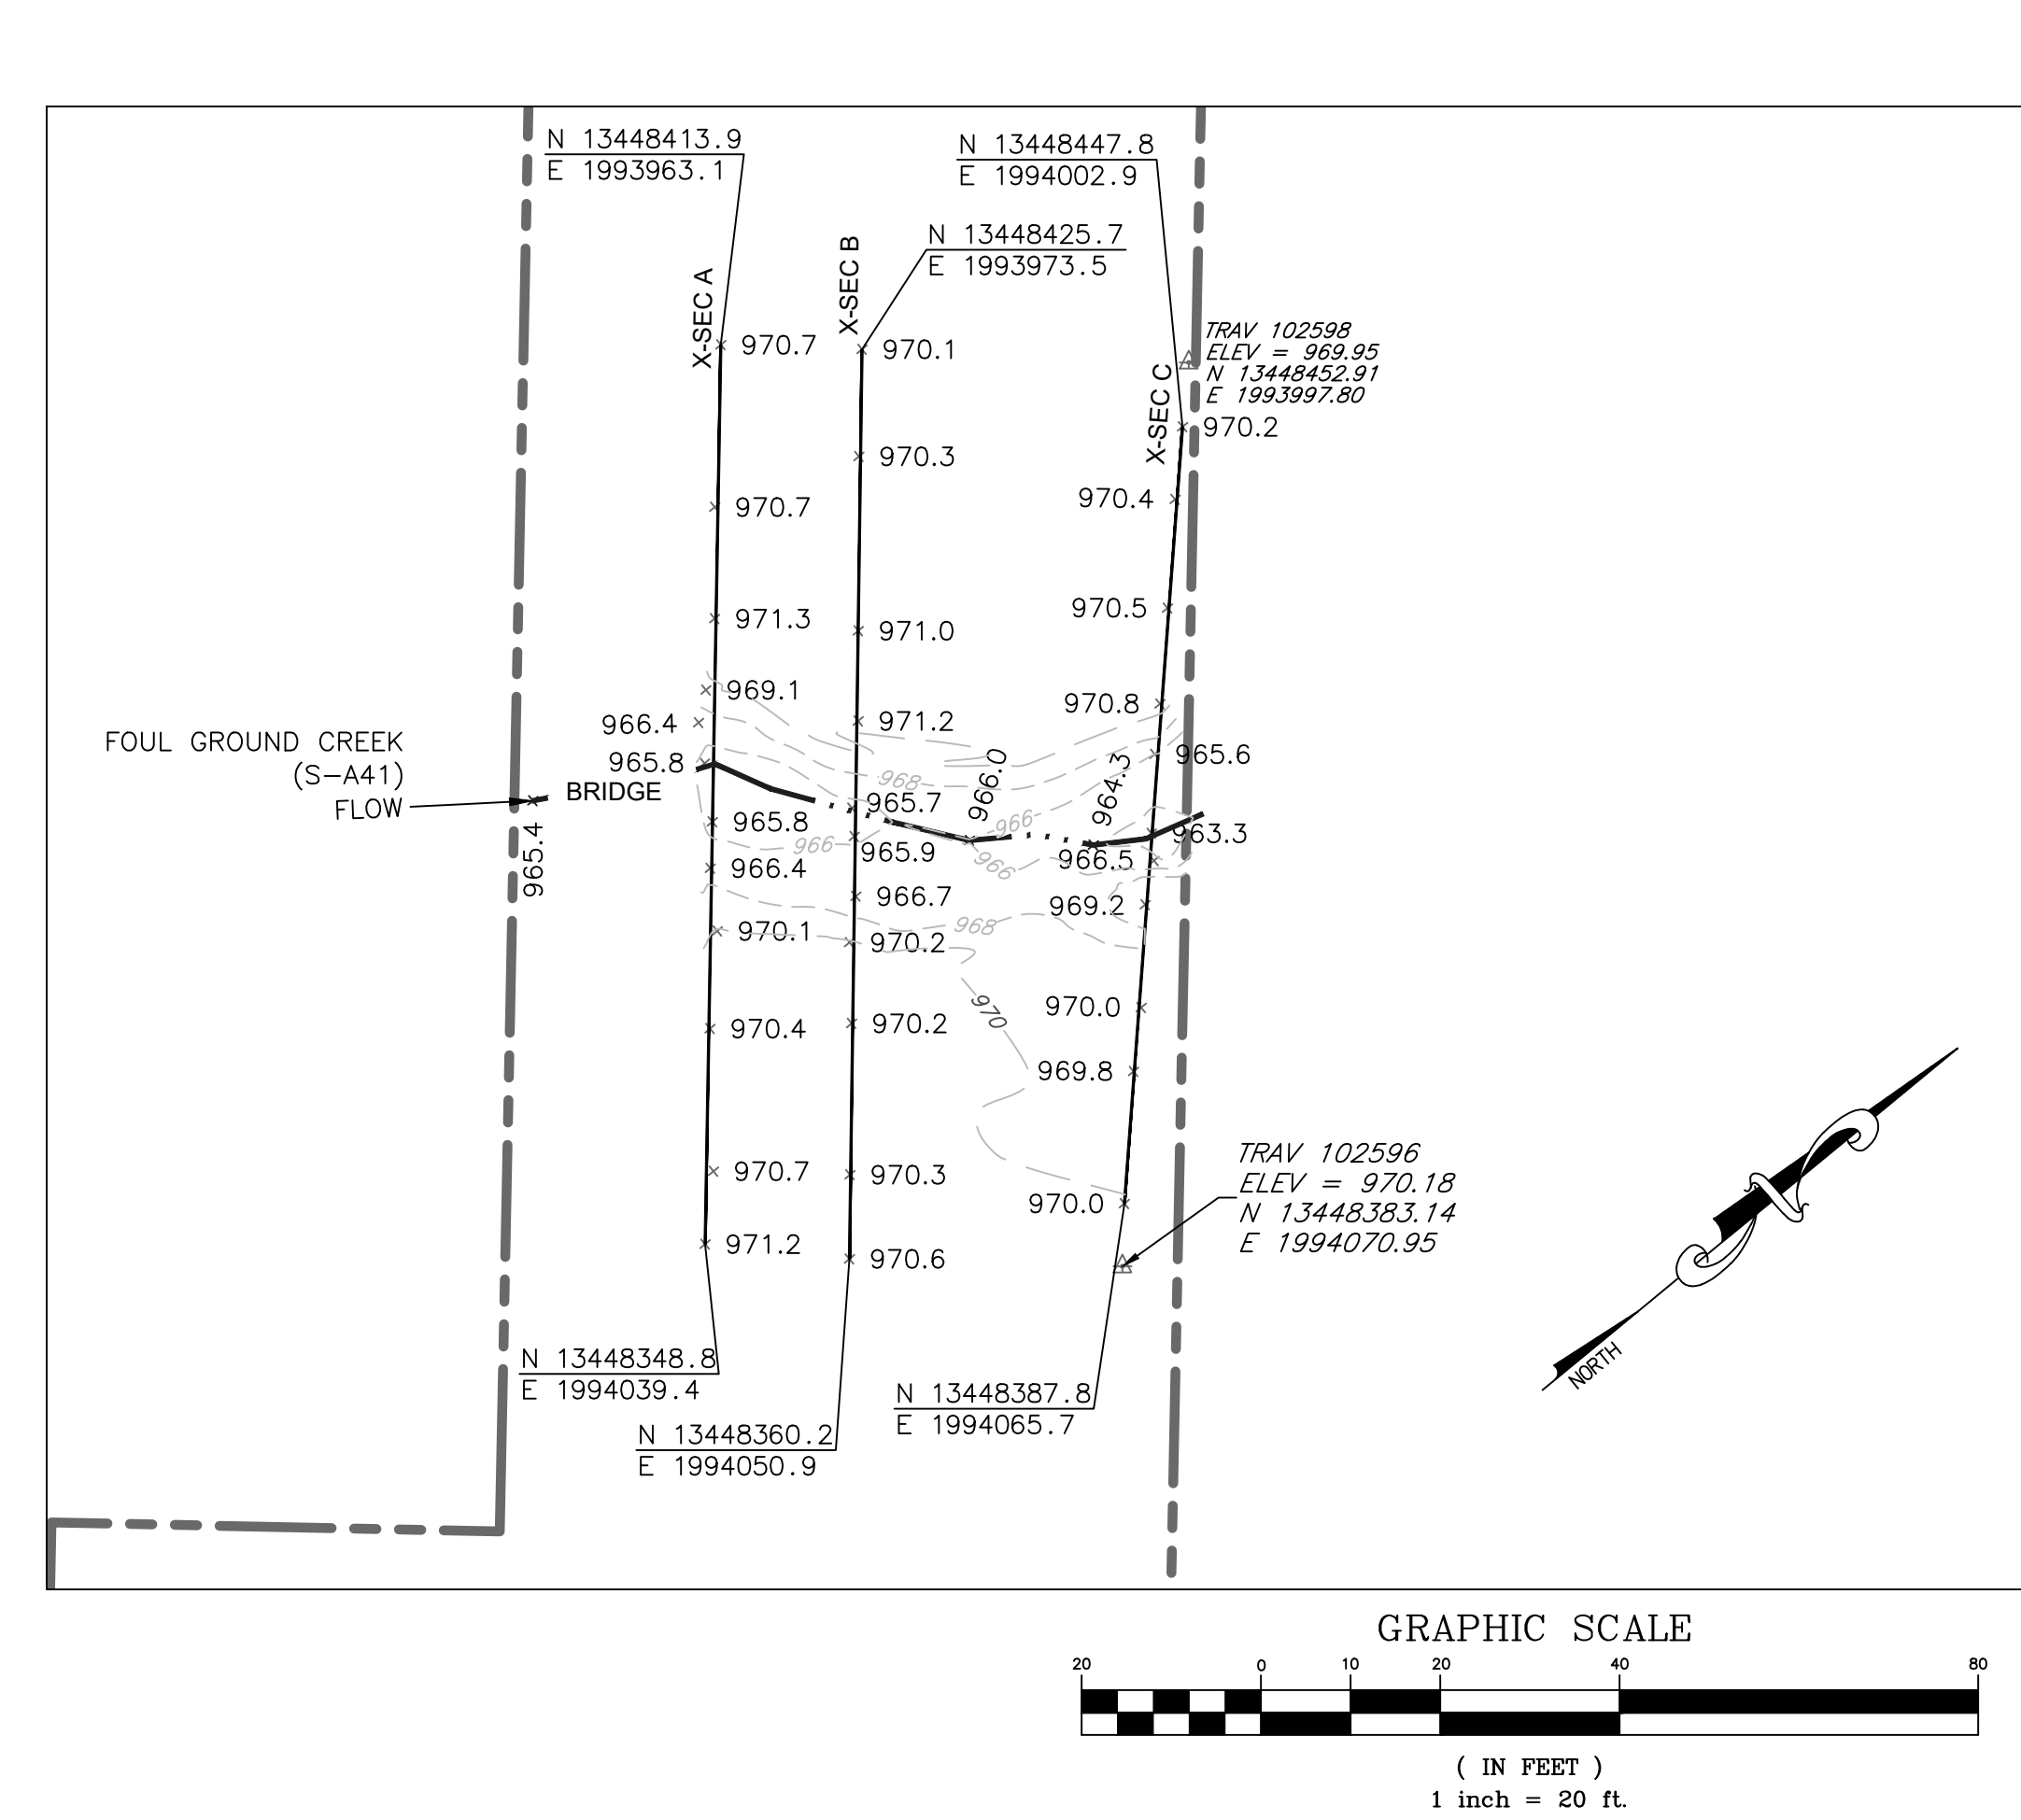 N 13448413.9
E 1993963.1
N 13448447.8
E 1994002.9
N 13448425.7
E 1993973.5
X-SEC A
X-SEC B
X-SEC C
TRAV 102598
ELEV = 969.95
N 13448452.91
E 1993997.80
970.7
970.1
970.2
970.3
970.4
970.7
970.5
971.3
971.0
969.1
970.8
966.4
971.2
965.6
FOUL GROUND CREEK
(S-A41)
FLOW
965.8
BRIDGE
965.4
968
966.0
964.3
965.7
966
965.8
966
965.9
966
966.5
963.3
966.4
966.7
969.2
970.1
968
970.2
970.4
970.2
970
970.0
969.8
970.7
970.3
970.0
971.2
970.6
TRAV 102596
ELEV = 970.18
N 13448383.14
E 1994070.95
NORTH
N 13448348.8
E 1994039.4
N 13448387.8
E 1994065.7
N 13448360.2
E 1994050.9
GRAPHIC SCALE
20 0 10 20 40 80
( IN FEET )
1 inch = 20 ft.